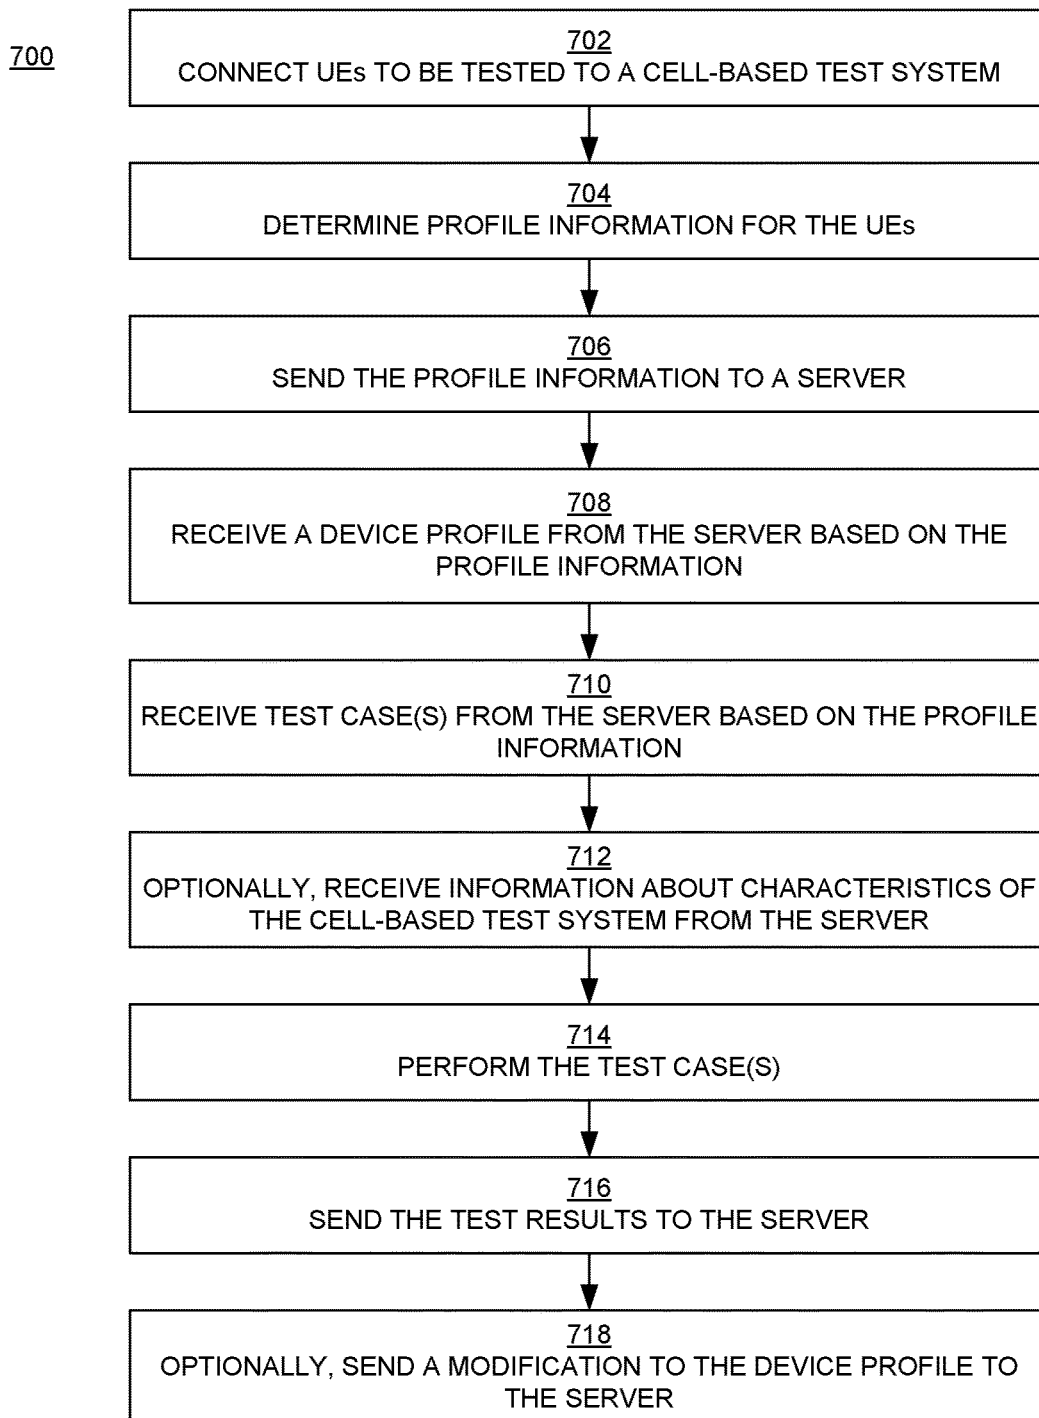 700
702
CONNECT UEs TO BE TESTED TO A CELL-BASED TEST SYSTEM
704
DETERMINE PROFILE INFORMATION FOR THE UEs
706
SEND THE PROFILE INFORMATION TO A SERVER
708
RECEIVE A DEVICE PROFILE FROM THE SERVER BASED ON THE
PROFILE INFORMATION
710
RECEIVE TEST CASE(S) FROM THE SERVER BASED ON THE PROFILE
INFORMATION
712
OPTIONALLY, RECEIVE INFORMATION ABOUT CHARACTERISTICS OF
THE CELL-BASED TEST SYSTEM FROM THE SERVER
714
PERFORM THE TEST CASE(S)
716
SEND THE TEST RESULTS TO THE SERVER
718
OPTIONALLY, SEND A MODIFICATION TO THE DEVICE PROFILE TO
THE SERVER